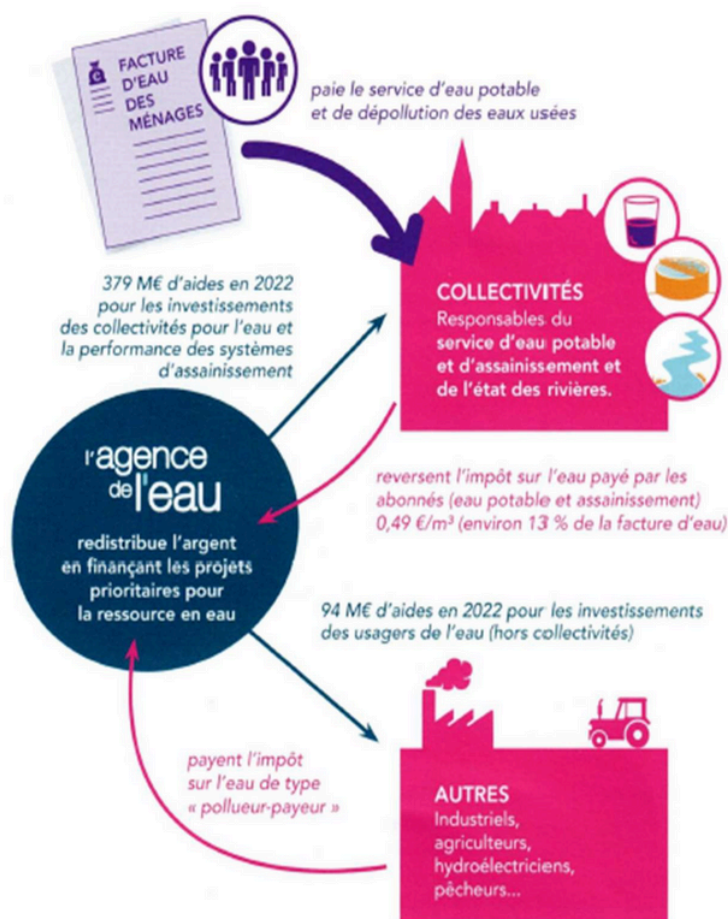 FACTURE
D'EAU
DES
MÉNAGES
paie le service d'eau potable
et de dépollution des eaux usées
379 M€ d'aides en 2022
pour les investissements
des collectivités pour l'eau et
la performance des systèmes
d'assainissement
COLLECTIVITÉS
Responsables du
service d'eau potable
et d'assainissement et
de l'état des rivières.
l'agence
de l'eau
redistribue l'argent
en finançant les projets
prioritaires pour
la ressource en eau
reversent l'impôt sur l'eau payé par les
abonnés (eau potable et assainissement)
0,49 €/m³ (environ 13 % de la facture d'eau)
94 M€ d'aides en 2022 pour les investissements
des usagers de l'eau (hors collectivités)
payent l'impôt
sur l'eau de type
« pollueur-payeur »
AUTRES
Industriels,
agriculteurs,
hydroélectriciens,
pêcheurs...